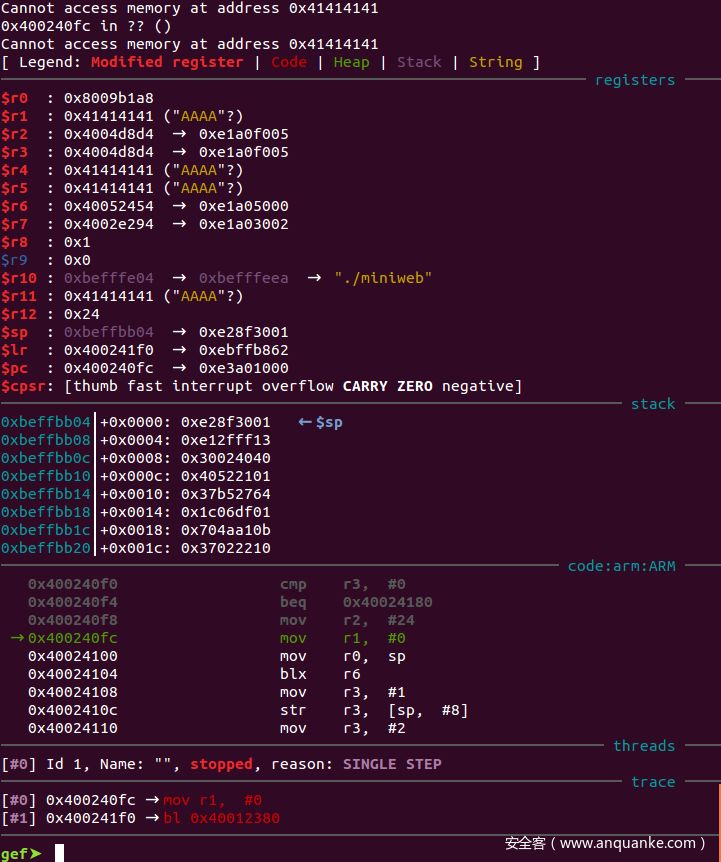 Cannot access memory at address 0x41414141
0x400240fc in ?? ()
Cannot access memory at address 0x41414141
[ Legend: Modified register | Code | Heap | Stack | String ]
registers
$r0  : 0x8009b1a8
$r1  : 0x41414141 ("AAAA"?)
$r2  : 0x4004d8d4  →  0xe1a0f005
$r3  : 0x4004d8d4  →  0xe1a0f005
$r4  : 0x41414141 ("AAAA"?)
$r5  : 0x41414141 ("AAAA"?)
$r6  : 0x40052454  →  0xe1a05000
$r7  : 0x4002e294  →  0xe1a03002
$r8  : 0x1
$r9  : 0x0
$r10 : 0xbefffe04  →  0xbefffeea  →  "./miniweb"
$r11 : 0x41414141 ("AAAA"?)
$r12 : 0x24
$sp  : 0xbeffbb04  →  0xe28f3001
$lr  : 0x400241f0  →  0xebffb862
$pc  : 0x400240fc  →  0xe3a01000
$cpsr: [thumb fast interrupt overflow CARRY ZERO negative]
stack
0xbeffbb04│+0x0000: 0xe28f3001   ←$sp
0xbeffbb08│+0x0004: 0xe12fff13
0xbeffbb0c│+0x0008: 0x30024040
0xbeffbb10│+0x000c: 0x40522101
0xbeffbb14│+0x0010: 0x37b52764
0xbeffbb18│+0x0014: 0x1c06df01
0xbeffbb1c│+0x0018: 0x704aa10b
0xbeffbb20│+0x001c: 0x37022210
code:arm:ARM
0x400240f0 cmp r3, #0
0x400240f4 beq 0x40024180
0x400240f8 mov r2, #24
→0x400240fc mov r1, #0
0x40024100 mov r0, sp
0x40024104 blx r6
0x40024108 mov r3, #1
0x4002410c str r3, [sp, #8]
0x40024110 mov r3, #2
threads
[#0] Id 1, Name: "", stopped, reason: SINGLE STEP
trace
[#0] 0x400240fc →mov r1, #0
[#1] 0x400241f0 →bl 0x40012380
gef➤
安全客（www.anquanke.com）